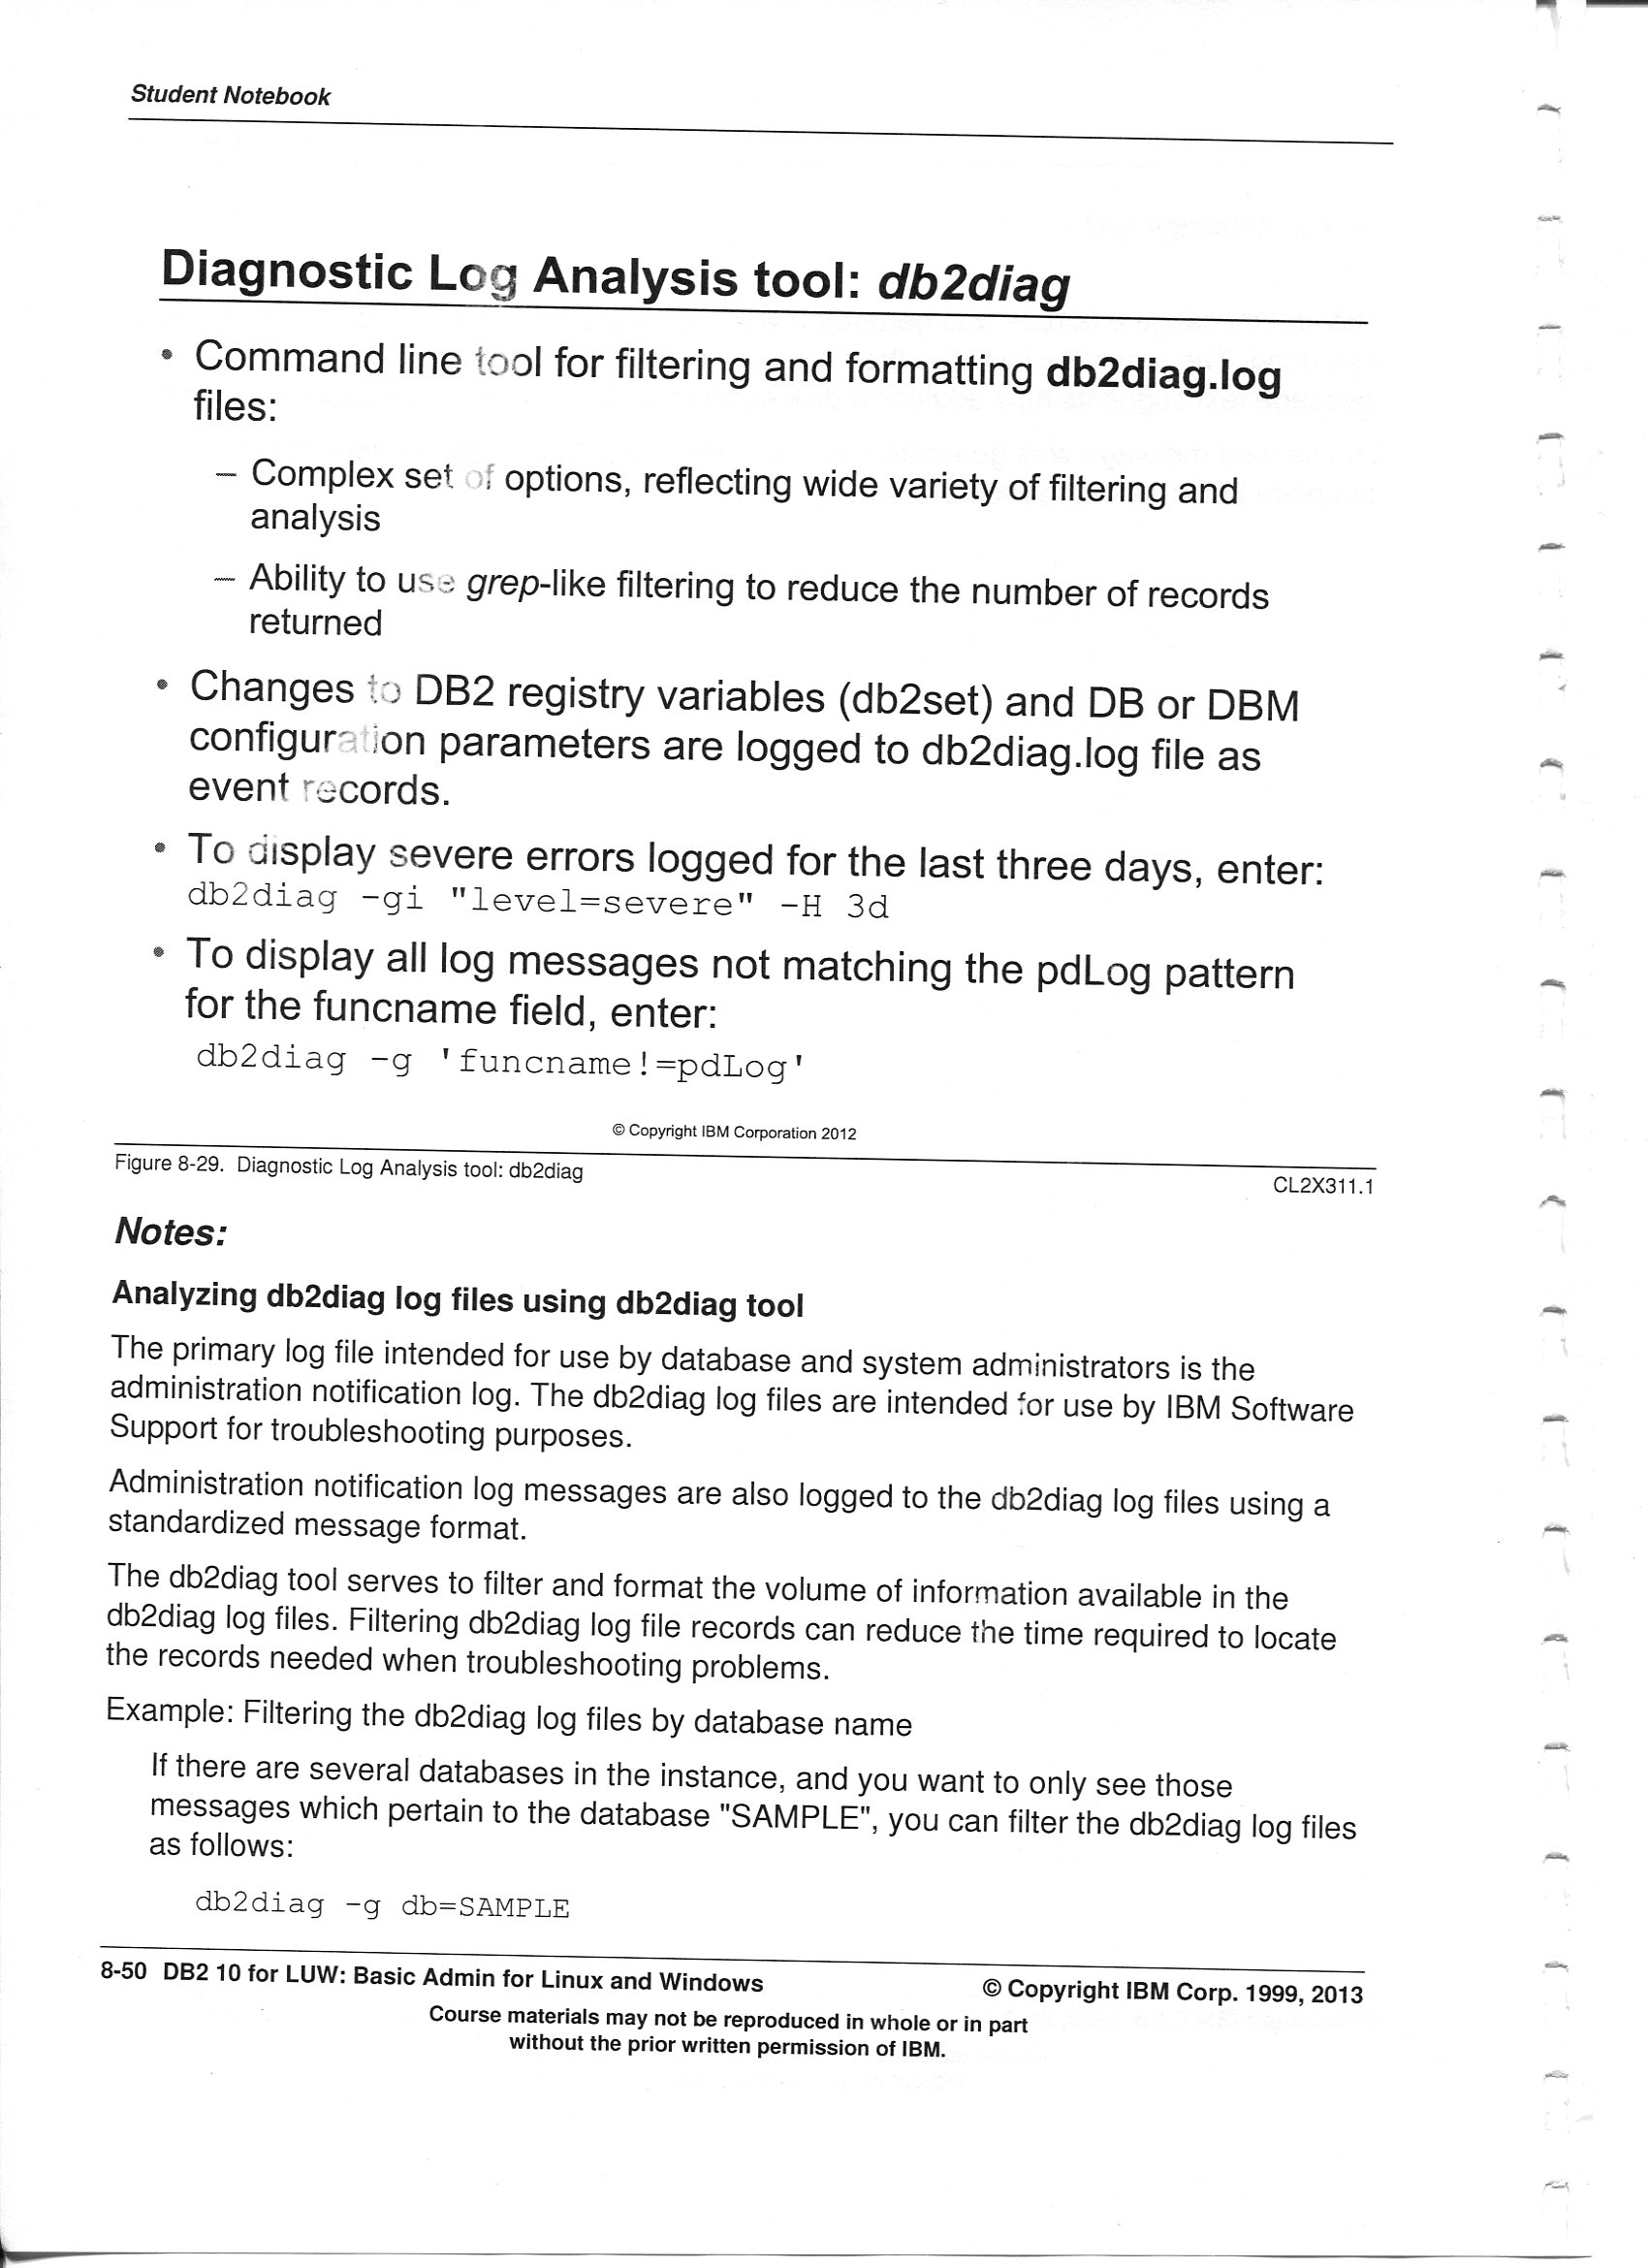 Student Notebook
Diagnostic Log Analysis tool: db2diag
• Command line tool for filtering and formatting db2diag.log
files:
– Complex set of options, reflecting wide variety of filtering and
analysis
– Ability to use grep-like filtering to reduce the number of records
returned
• Changes to DB2 registry variables (db2set) and DB or DBM
configuration parameters are logged to db2diag.log file as
event records.
• To display severe errors logged for the last three days, enter:
db2diag -gi "level=severe" -H 3d
• To display all log messages not matching the pdLog pattern
for the funcname field, enter:
db2diag -g 'funcname!=pdLog'
© Copyright IBM Corporation 2012
Figure 8-29. Diagnostic Log Analysis tool: db2diag
CL2X311.1
Notes:
Analyzing db2diag log files using db2diag tool
The primary log file intended for use by database and system administrators is the
administration notification log. The db2diag log files are intended for use by IBM Software
Support for troubleshooting purposes.
Administration notification log messages are also logged to the db2diag log files using a
standardized message format.
The db2diag tool serves to filter and format the volume of information available in the
db2diag log files. Filtering db2diag log file records can reduce the time required to locate
the records needed when troubleshooting problems.
Example: Filtering the db2diag log files by database name
If there are several databases in the instance, and you want to only see those
messages which pertain to the database "SAMPLE", you can filter the db2diag log files
as follows:
db2diag -g db=SAMPLE
8-50 DB2 10 for LUW: Basic Admin for Linux and Windows
© Copyright IBM Corp. 1999, 2013
Course materials may not be reproduced in whole or in part
without the prior written permission of IBM.